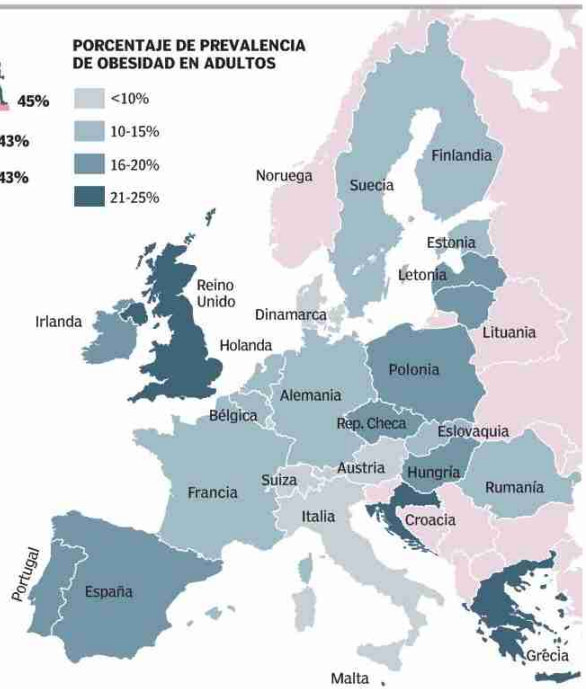 PORCENTAJE DE PREVALENCIA
DE OBESIDAD EN ADULTOS
<10%
10-15%
16-20%
21-25%
45%
43%
43%
Noruega
Suecia
Finlandia
Estonia
Letonia
Lituania
Reino
Unido
Irlanda
Dinamarca
Holanda
Polonia
Alemania
Bélgica
Rep. Checa
Eslovaquia
Austria
Hungría
Suiza
Francia
Rumanía
Italia
Croacia
Portugal
España
Grecia
Malta